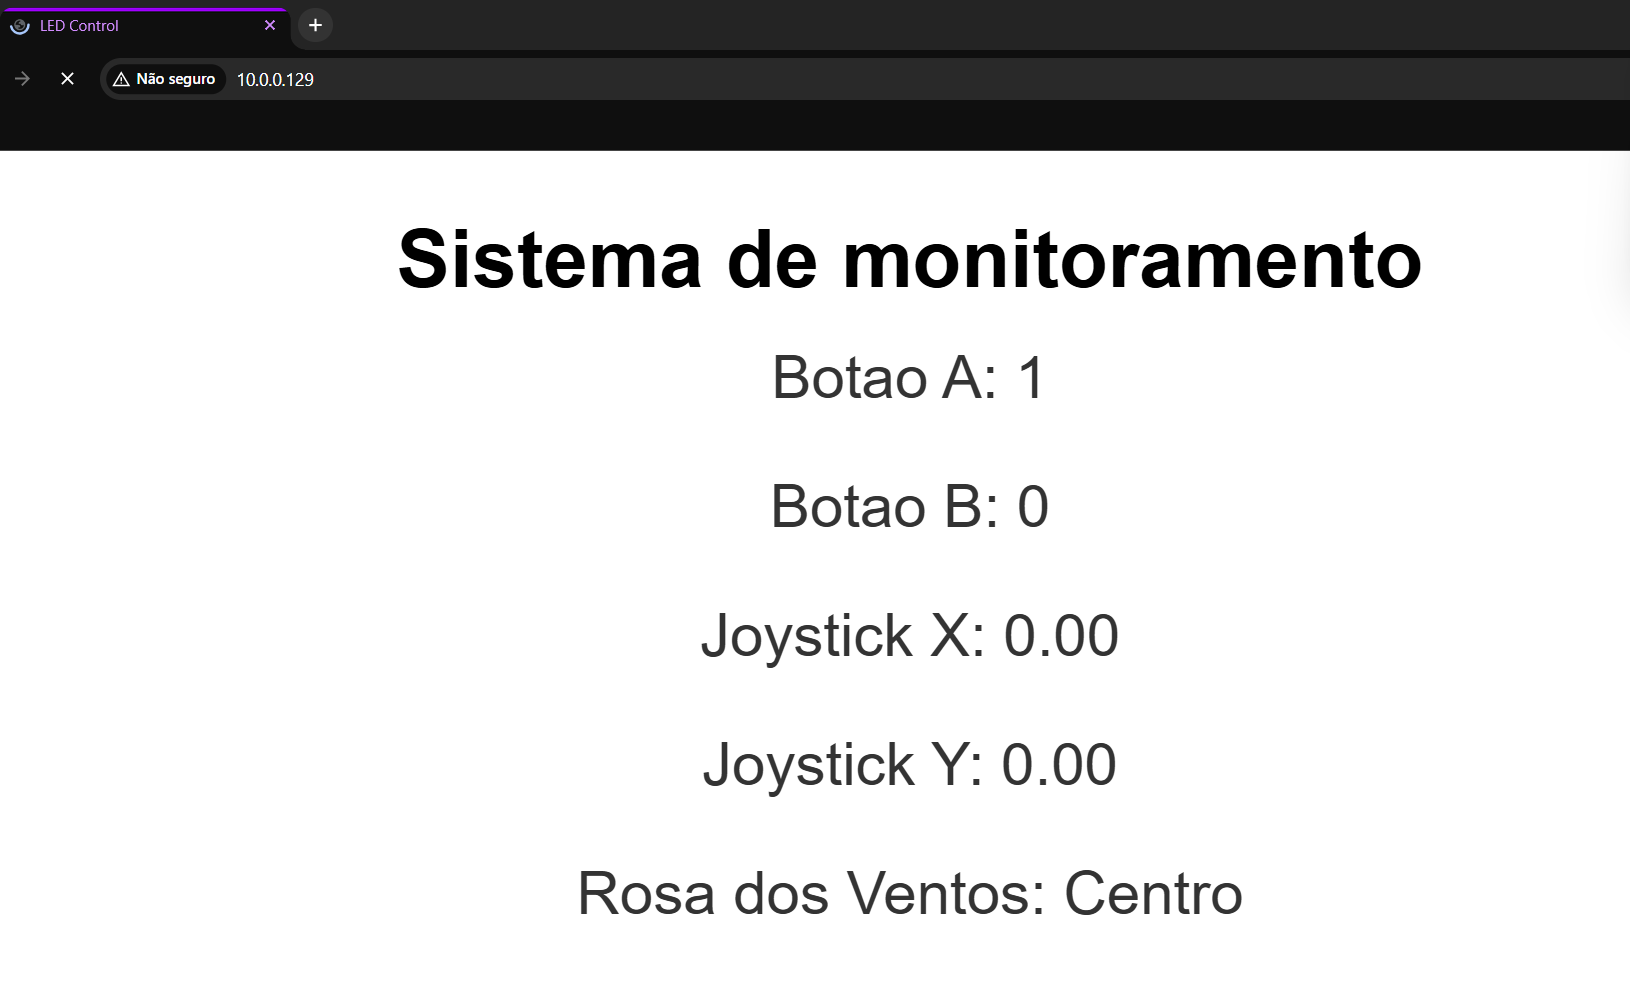 LED Control
Não seguro 10.0.0.129
Sistema de monitoramento
Botao A: 1
Botao B: 0
Joystick X: 0.00
Joystick Y: 0.00
Rosa dos Ventos: Centro